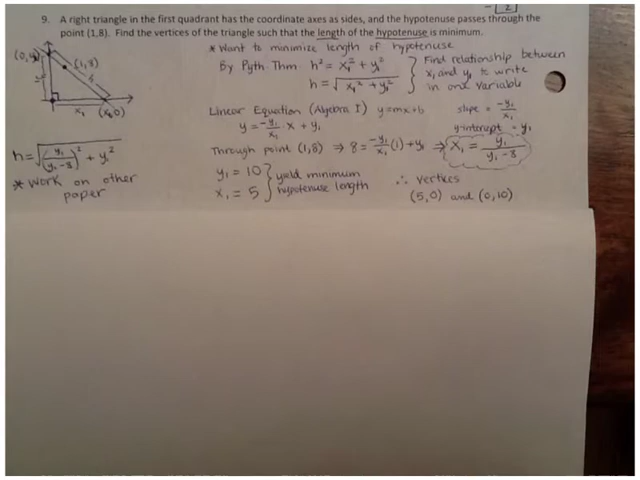 2
9. A right triangle in the first quadrant has the coordinate axes as sides, and the hypotenuse passes through the
point (1,8). Find the vertices of the triangle such that the length of the hypotenuse is minimum.
* Want to minimize length of hypotenuse
By Pyth Thm h² = x₁² + y₁²
h = √(x₁² + y₁²)
Find relationship between
x₁ and y₁ to write
in one variable
(1,8)
h
x₁ (x₁,0)
Linear Equation (Algebra I) y=mx+b slope = -y₁/x₁
y = -y₁/x₁ · x + y₁ y-intercept = y₁
Through point (1,8) ⇒ 8 = -y₁/x₁ (1) + y₁ ⇒ x₁ = y₁/(y₁-8)
h = √((y₁/(y₁-8))² + y₁²)
* Work on other
paper
y₁ = 10
x₁ = 5
yield minimum
hypotenuse length
∴ vertices
(5,0) and (0,10)